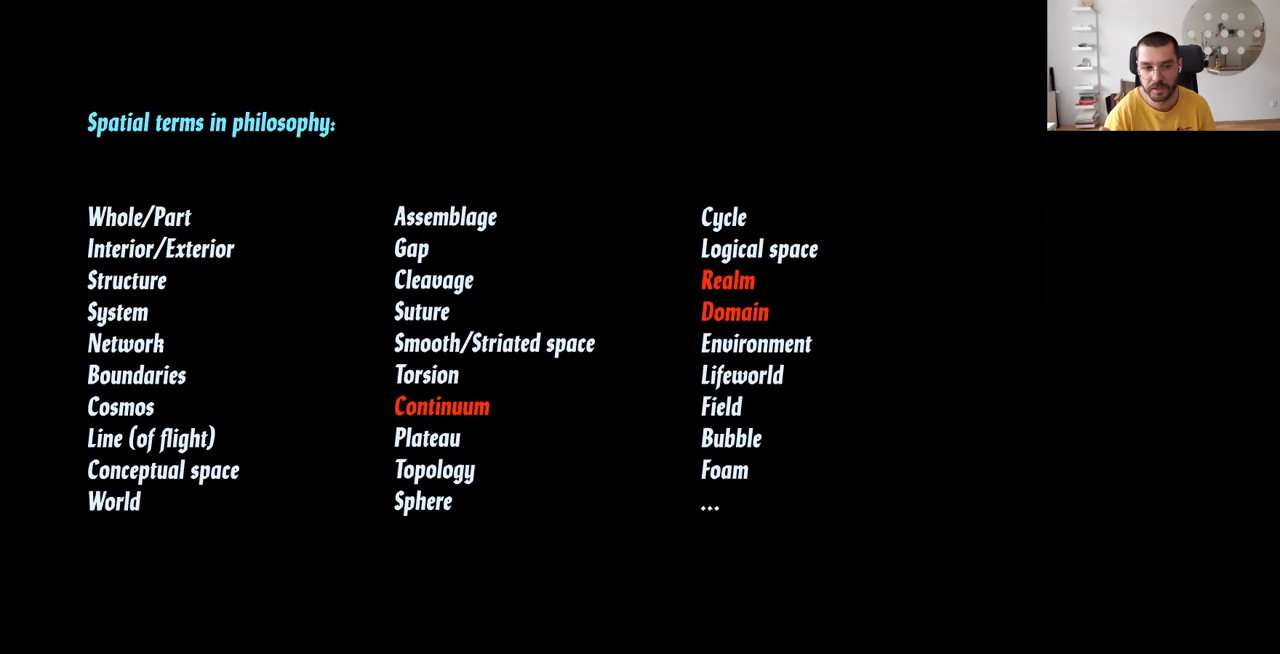 Spatial terms in philosophy:
Whole/Part
Interior/Exterior
Structure
System
Network
Boundaries
Cosmos
Line (of flight)
Conceptual space
World
Assemblage
Gap
Cleavage
Suture
Smooth/Striated space
Torsion
Continuum
Plateau
Topology
Sphere
Cycle
Logical space
Realm
Domain
Environment
Lifeworld
Field
Bubble
Foam
...